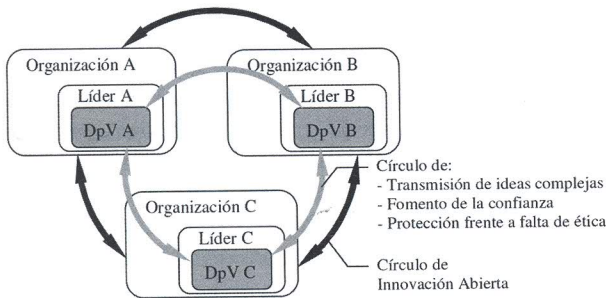 Organización A
Líder A
DpV A
Organización B
Líder B
DpV B
Organización C
Líder C
DpV C
Círculo de:
- Transmisión de ideas complejas
- Fomento de la confianza
- Protección frente a falta de ética
Círculo de
Innovación Abierta